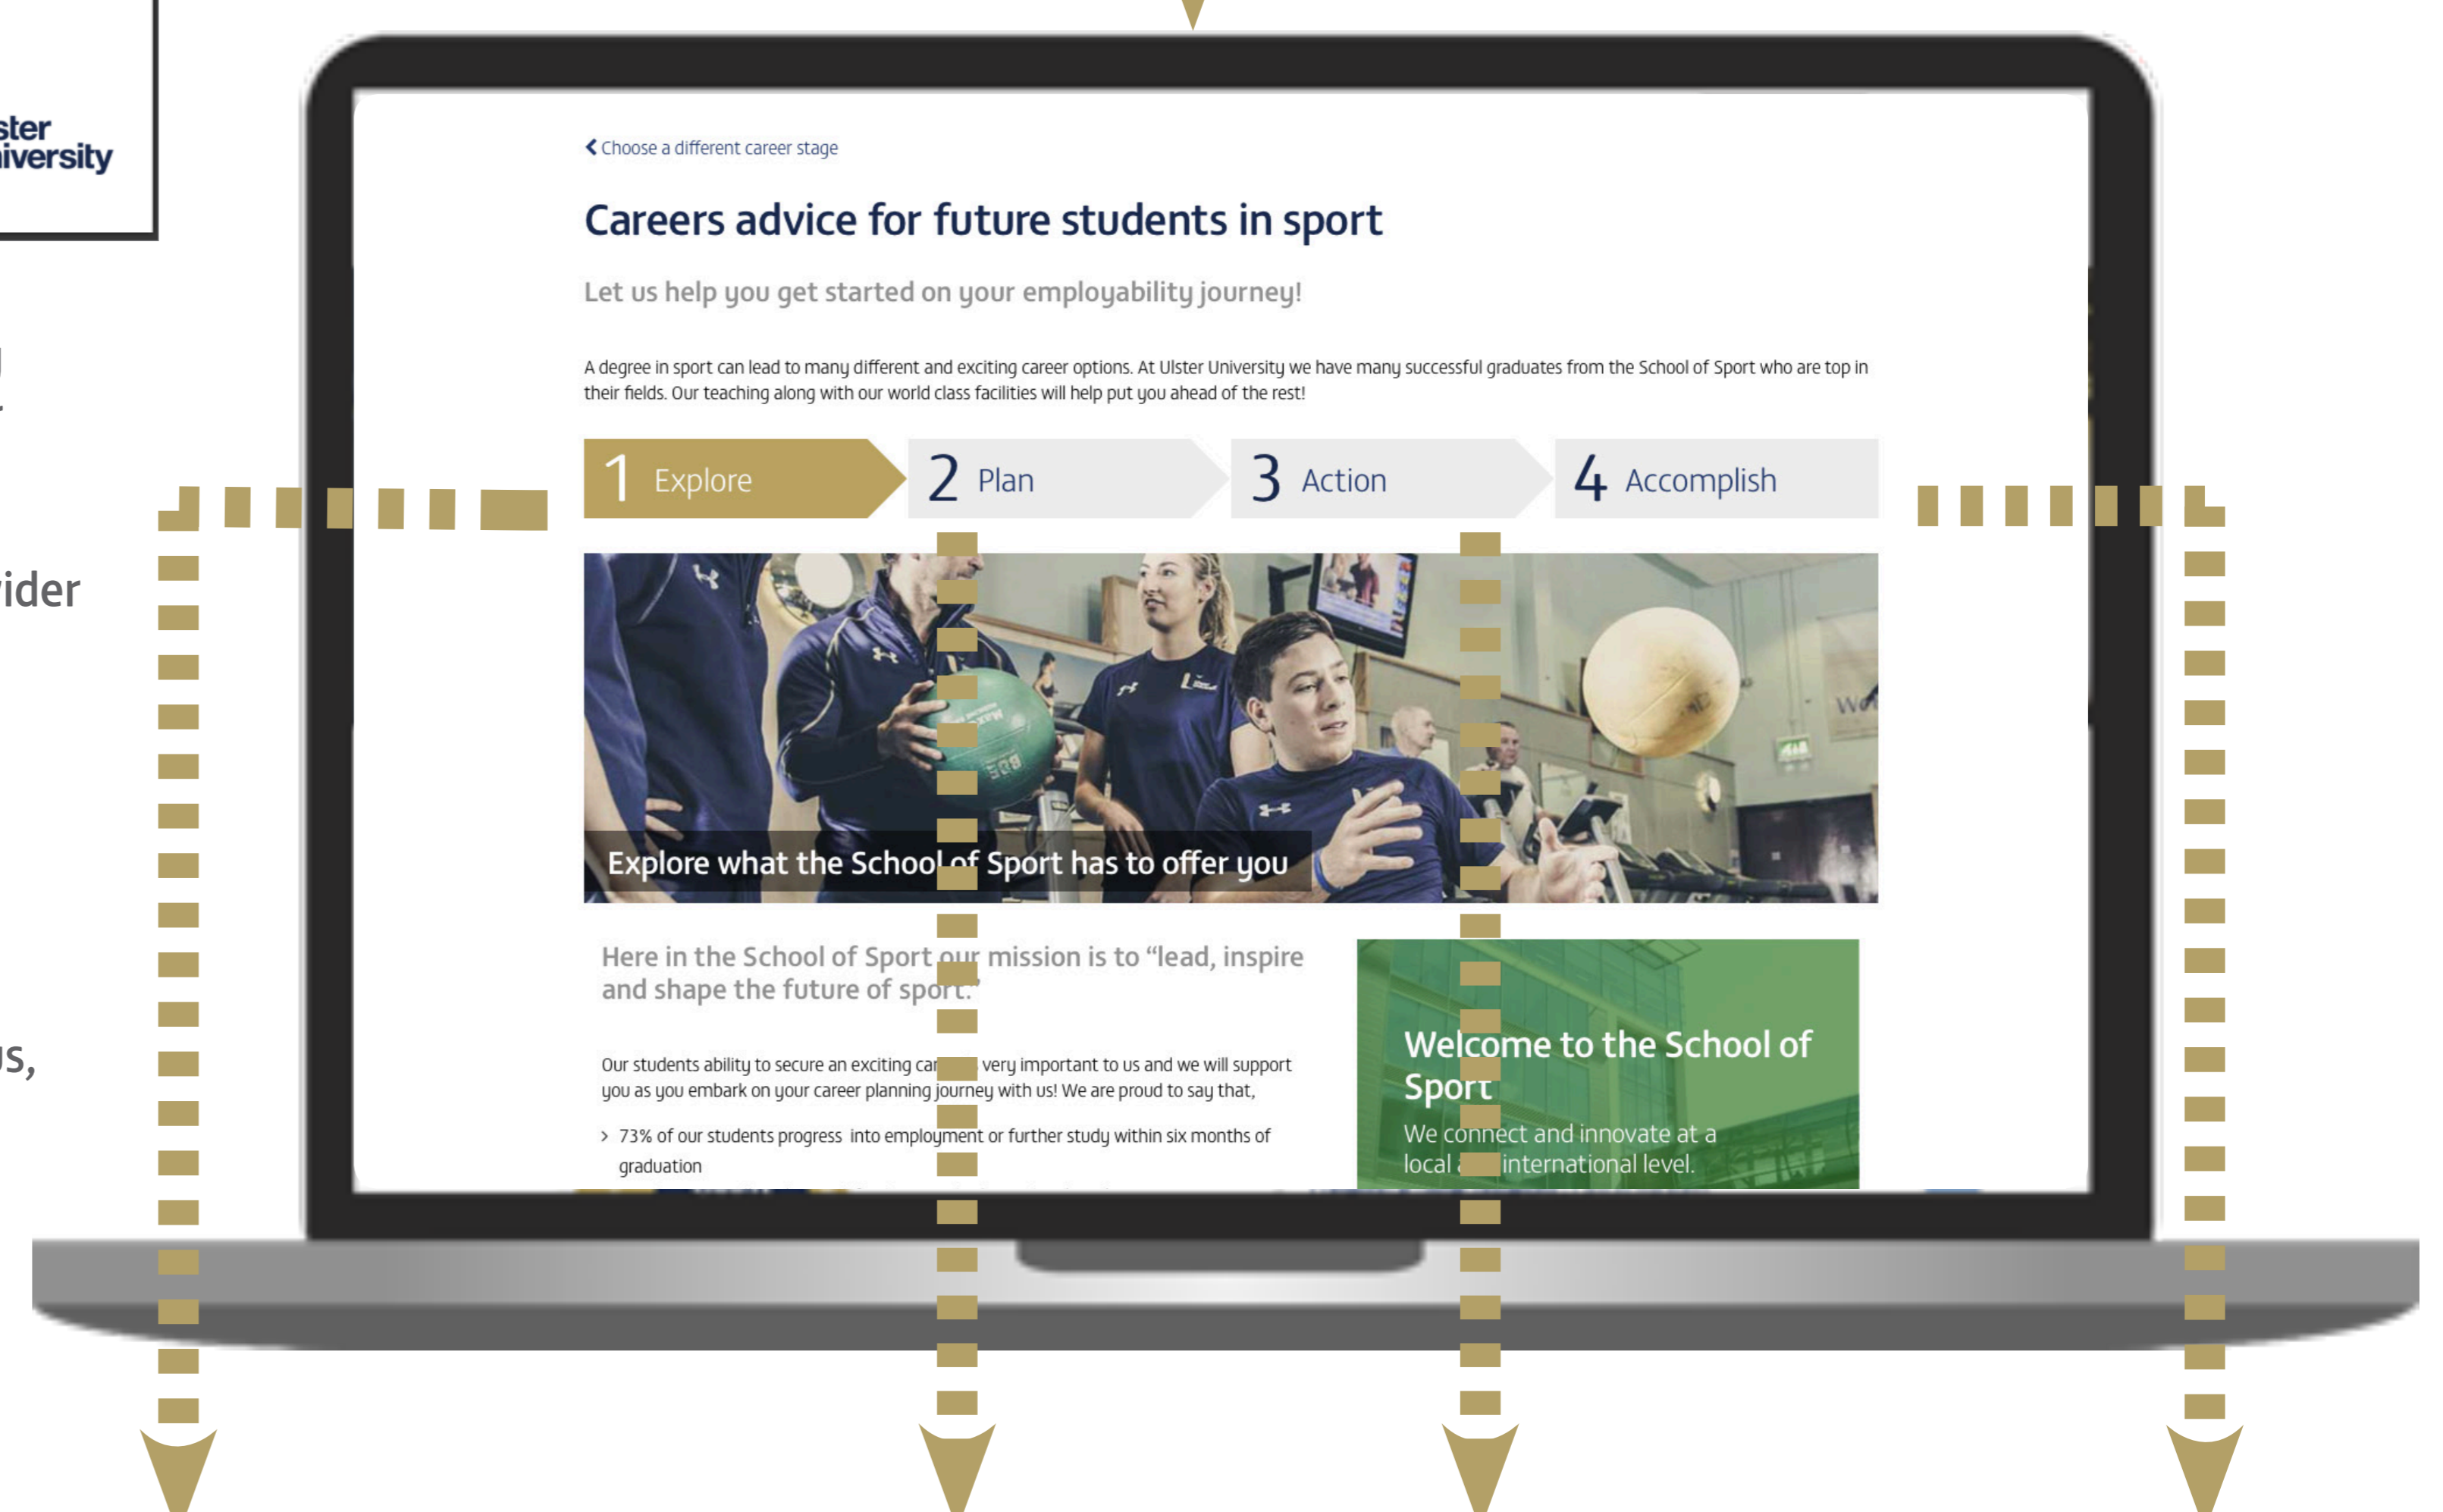 Choose a different career stage
Careers advice for future students in sport
Let us help you get started on your employability journey!
A degree in sport can lead to many different and exciting career options. At Ulster University we have many successful graduates from the School of Sport who are top in
their fields. Our teaching along with our world class facilities will help put you ahead of the rest!
1 Explore
2 Plan
3 Action
4 Accomplish
Explore what the School of Sport has to offer you
Here in the School of Sport our mission is to “lead, inspire
and shape the future of sport.”
Our students ability to secure an exciting very important to us and we will support
you as you embark on your career planning journey with us! We are proud to say that,
> 73% of our students progress into employment or further study within six months of
graduation
Welcome to the School of
Sport
We connect and innovate at a
local international level.